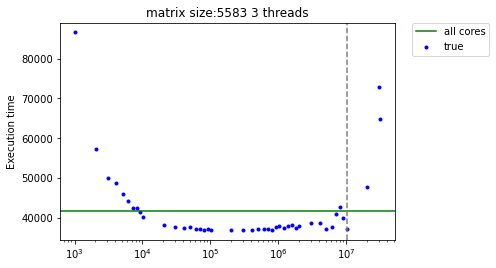 matrix size:5583 3 threads
all cores
true
Execution time
80000
70000
60000
50000
40000
10³ 10⁴ 10⁵ 10⁶ 10⁷